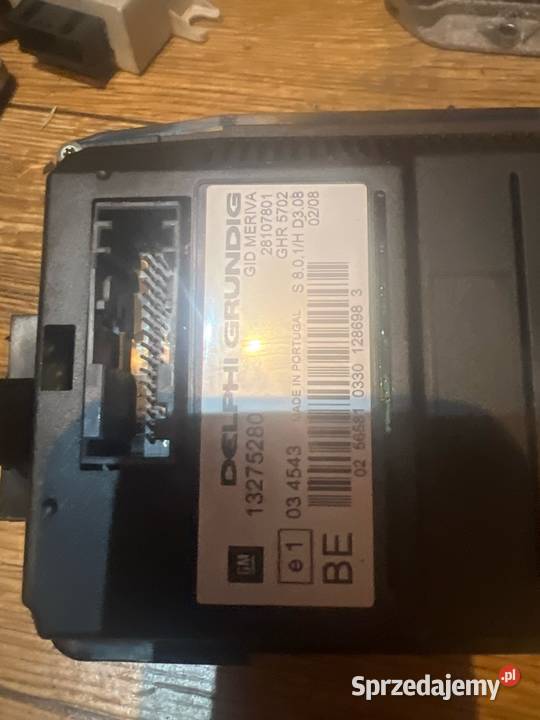 DELPHI GRUNDIG
13275280 GID MERIVA
28107801
GHR 5702
GM
e1 03 4543 MADE IN PORTUGAL S 8.0.1/H D3.08
02/08
BE
02 56581 0330 128698 3
Sprzedajemy.pl